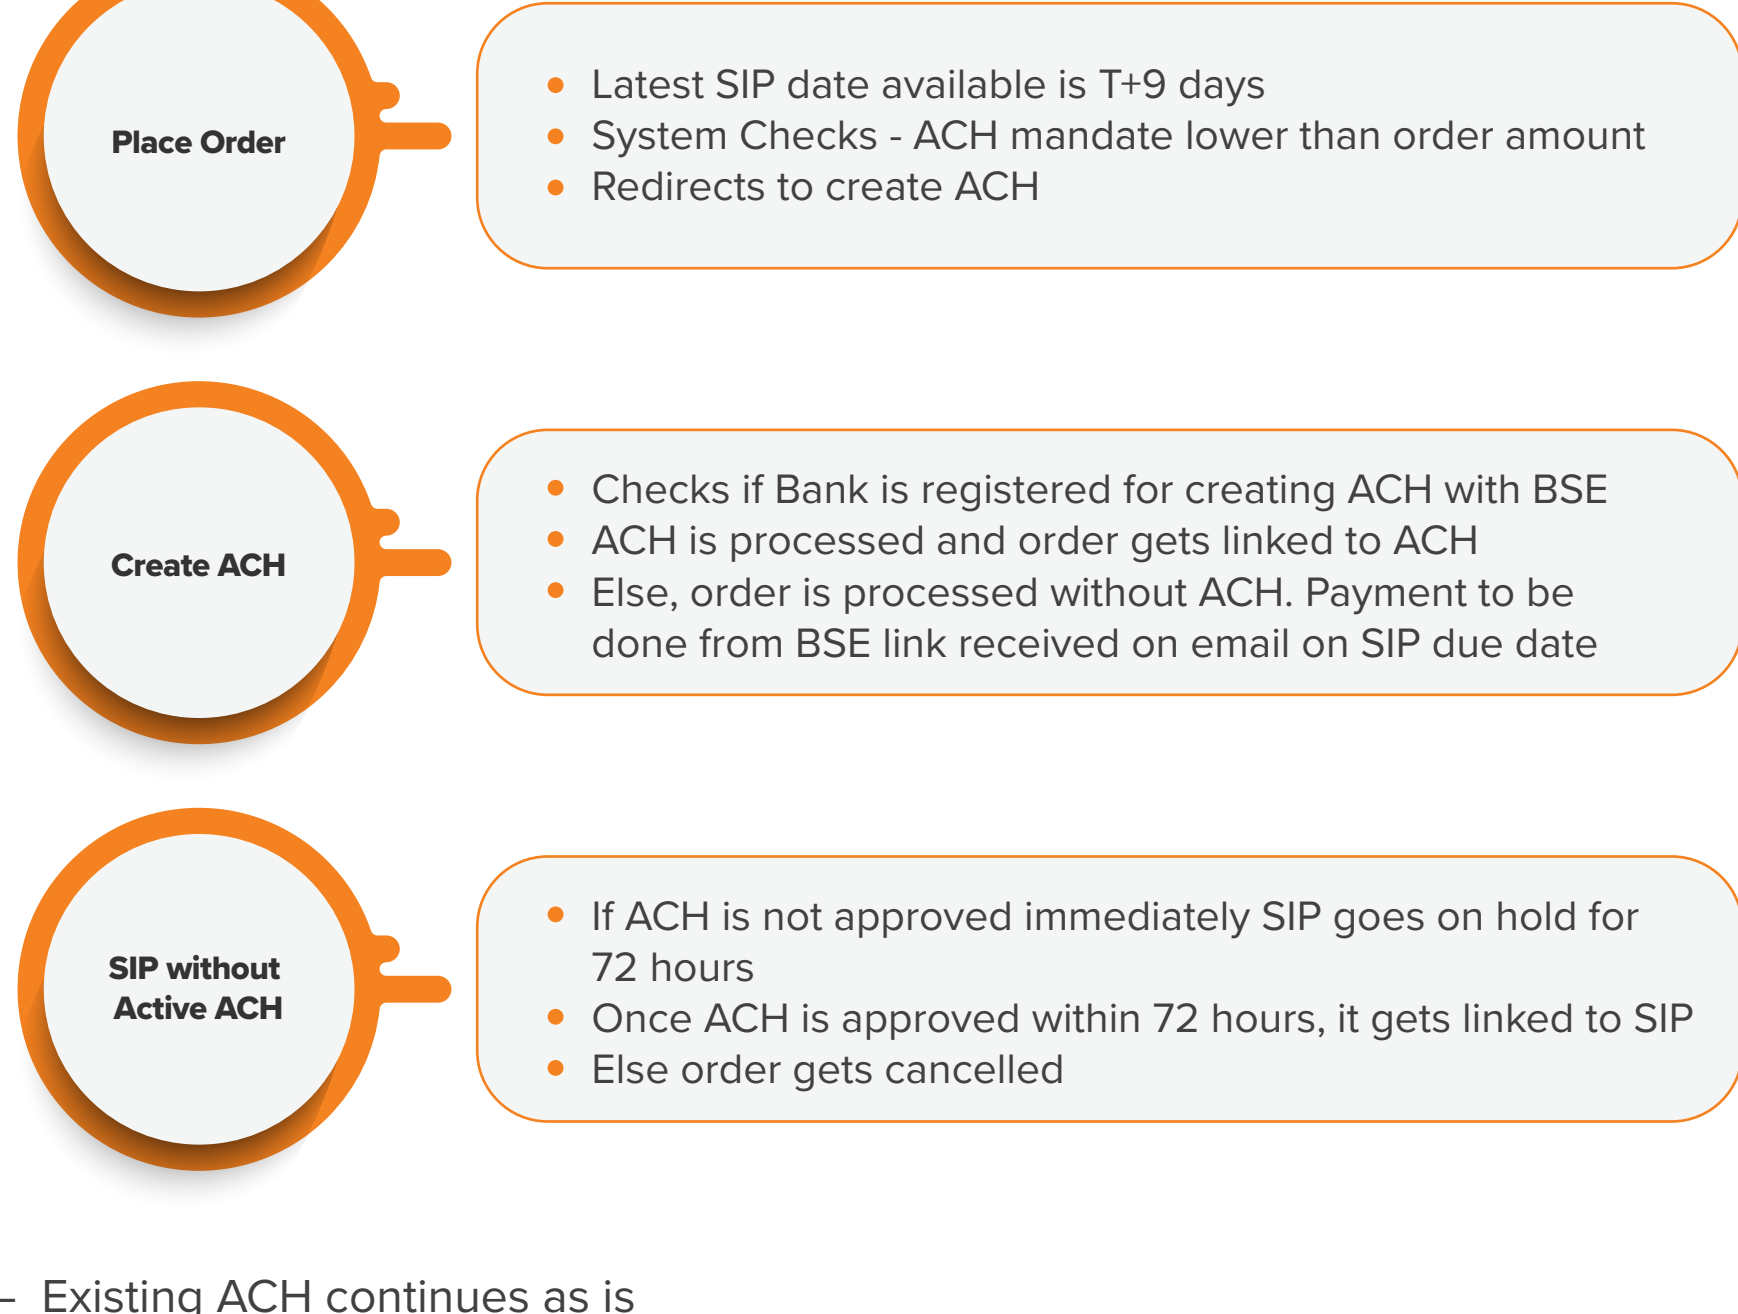 Place Order
• Latest SIP date available is T+9 days
• System Checks - ACH mandate lower than order amount
• Redirects to create ACH
Create ACH
• Checks if Bank is registered for creating ACH with BSE
• ACH is processed and order gets linked to ACH
• Else, order is processed without ACH. Payment to be
done from BSE link received on email on SIP due date
SIP without
Active ACH
• If ACH is not approved immediately SIP goes on hold for
72 hours
• Once ACH is approved within 72 hours, it gets linked to SIP
• Else order gets cancelled
– Existing ACH continues as is